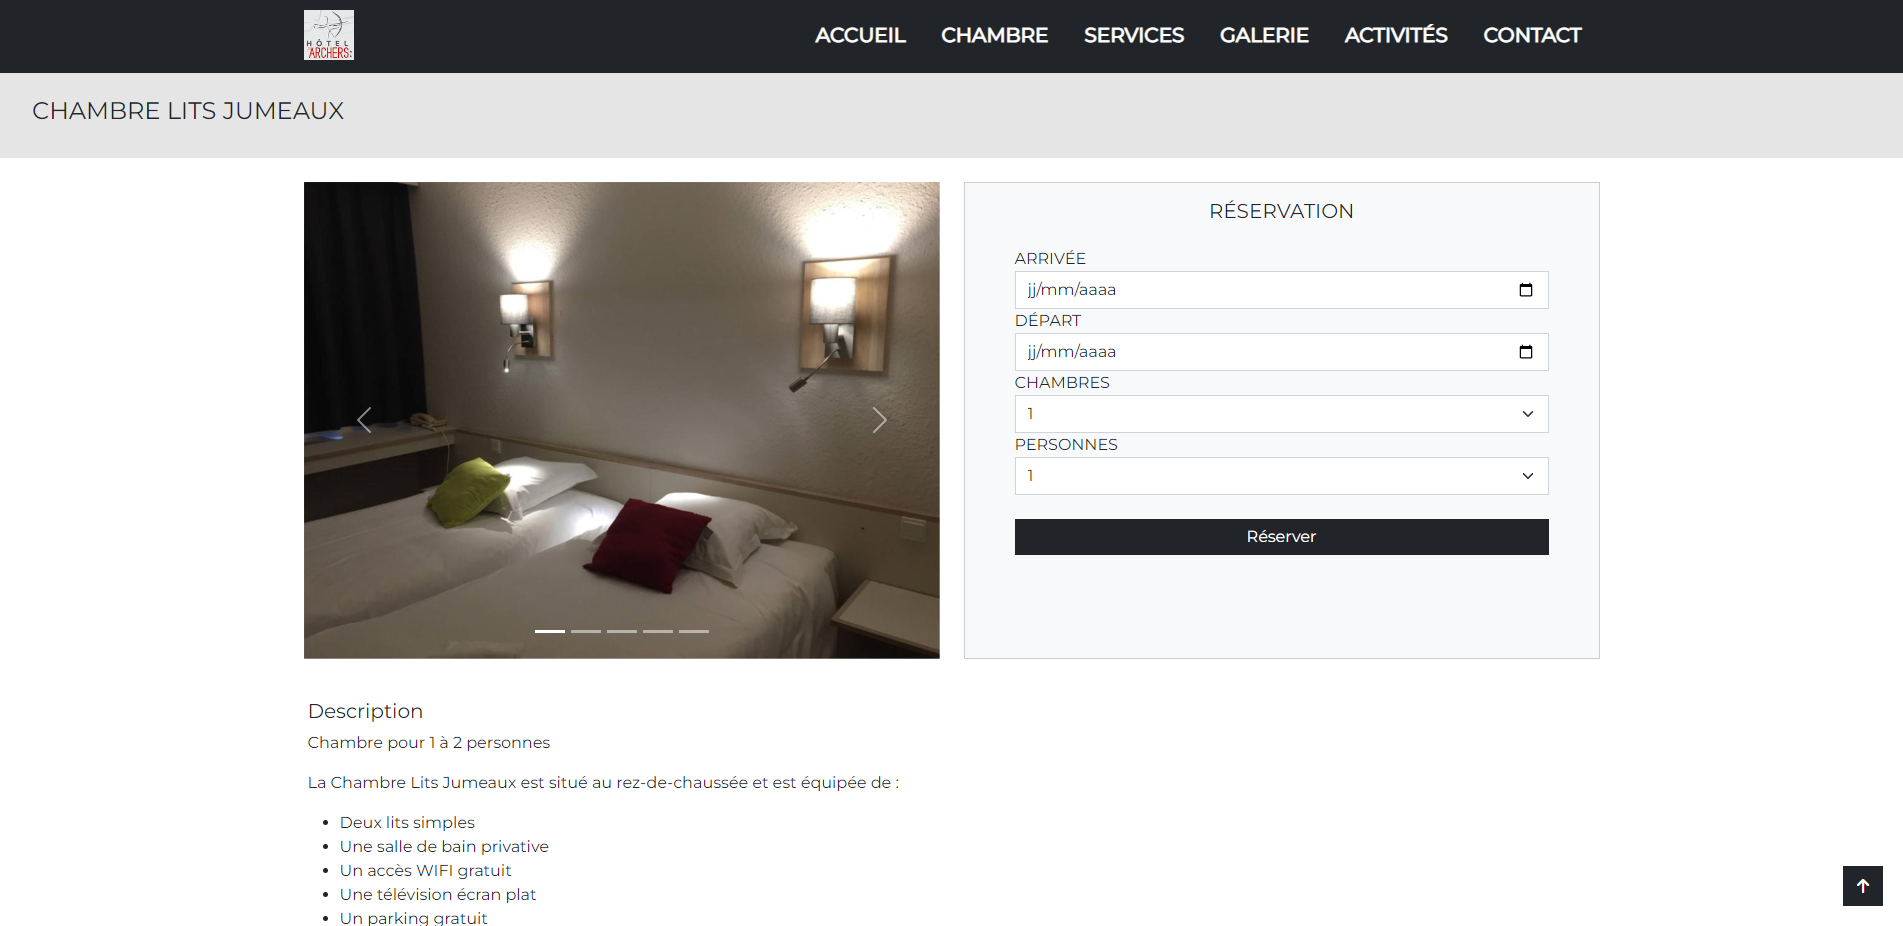 HÔTEL
ARCHERS
ACCUEIL CHAMBRE SERVICES GALERIE ACTIVITÉS CONTACT
CHAMBRE LITS JUMEAUX
RÉSERVATION
ARRIVÉE
jj/mm/aaaa
DÉPART
jj/mm/aaaa
CHAMBRES
1
PERSONNES
1
Réserver
Description
Chambre pour 1 à 2 personnes
La Chambre Lits Jumeaux est situé au rez-de-chaussée et est équipée de :
• Deux lits simples
• Une salle de bain privative
• Un accès WIFI gratuit
• Une télévision écran plat
• Un parking gratuit